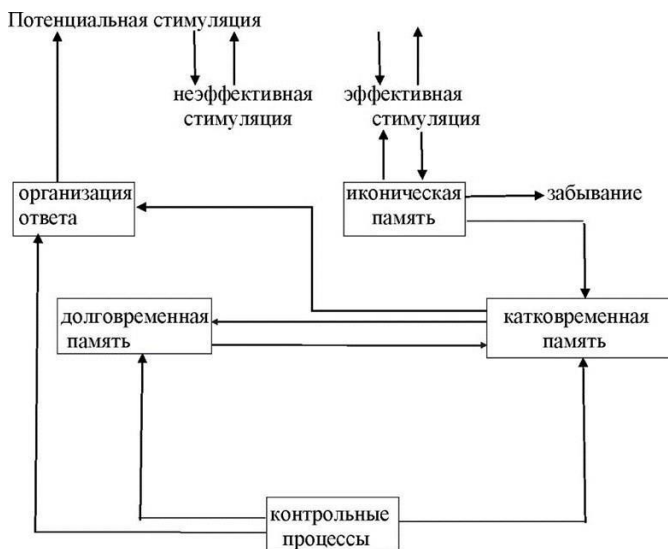 Потенциальная стимуляция
неэффективная
стимуляция
эффективная
стимуляция
организация
ответа
иконическая
память
забывание
долговременная
память
катковременная
память
контрольные
процессы